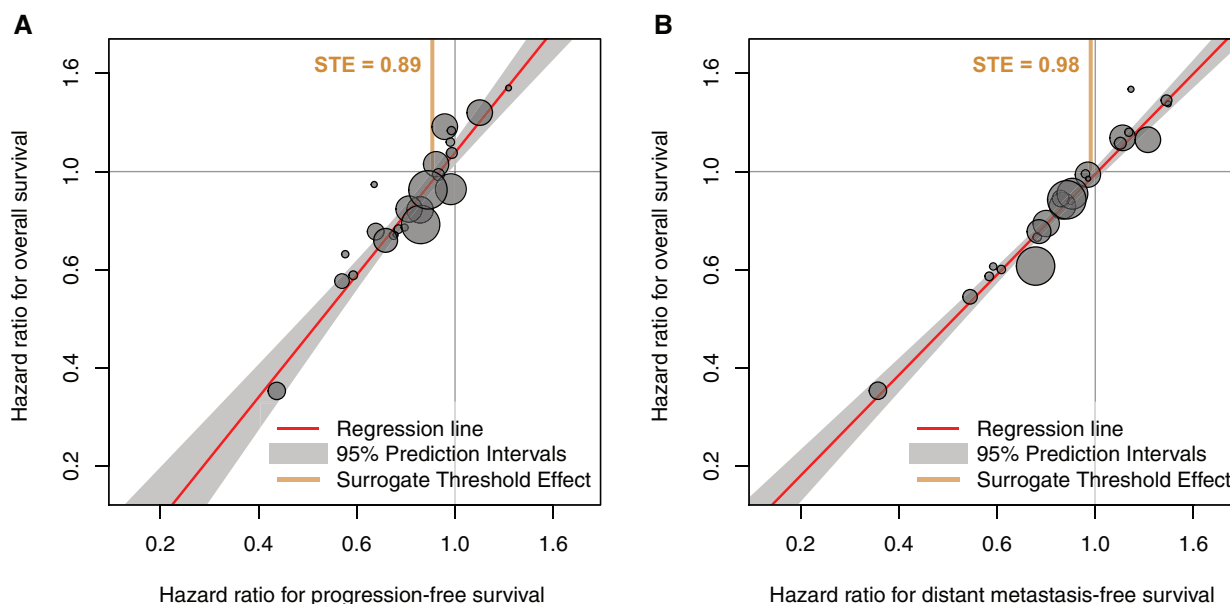 A
STE = 0.89
1.6
1.0
0.6
0.4
0.2
Hazard ratio for overall survival
Regression line
95% Prediction Intervals
Surrogate Threshold Effect
0.2
0.4
0.6
1.0
1.6
Hazard ratio for progression-free survival
B
STE = 0.98
1.6
1.0
0.6
0.4
0.2
Hazard ratio for overall survival
Regression line
95% Prediction Intervals
Surrogate Threshold Effect
0.2
0.4
0.6
1.0
1.6
Hazard ratio for distant metastasis-free survival